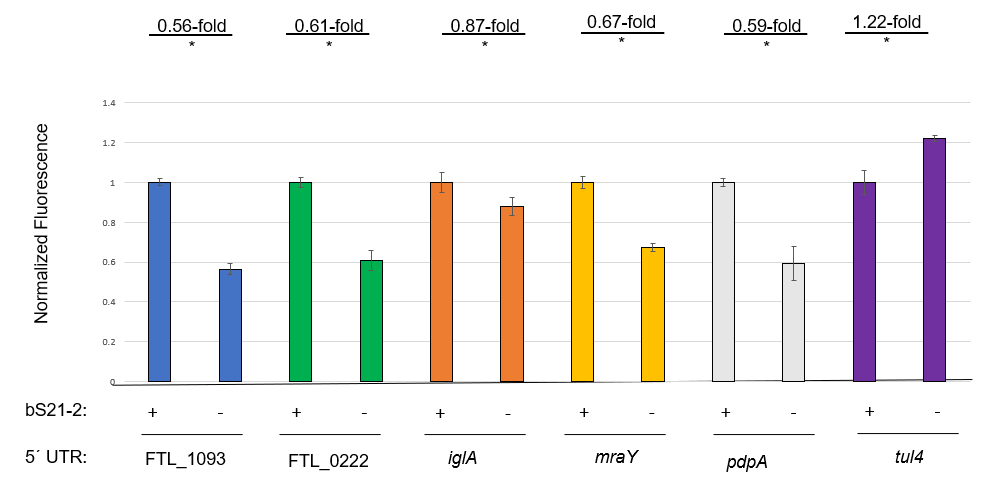 0.56-fold 0.61-fold 0.87-fold 0.67-fold 0.59-fold 1.22-fold
* * * * * *
Normalized Fluorescence
1.4
1.2
1
0.8
0.6
0.4
0.2
0
bS21-2: + - + - + - + - + - + -
5´ UTR: FTL_1093 FTL_0222 iglA mraY pdpA tul4